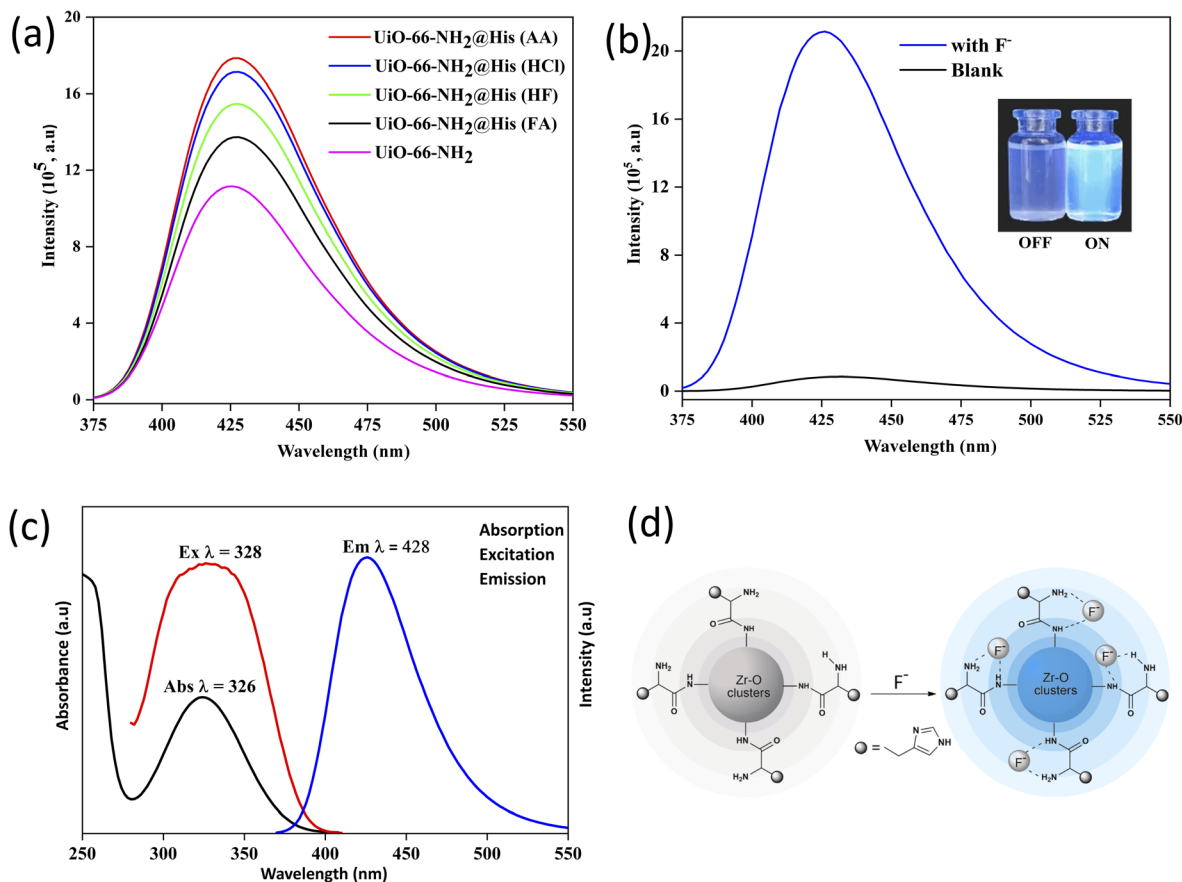 (a)
20
16
12
8
4
0
Intensity (10⁵, a.u)
UiO-66-NH₂@His (AA)
UiO-66-NH₂@His (HCl)
UiO-66-NH₂@His (HF)
UiO-66-NH₂@His (FA)
UiO-66-NH₂
375 400 425 450 475 500 525 550
Wavelength (nm)
(b)
20
16
12
8
4
0
Intensity (10⁵, a.u)
with F⁻
Blank
OFF ON
375 400 425 450 475 500 525 550
Wavelength (nm)
(c)
Absorbance (a.u)
Intensity (a.u)
Ex λ = 328
Em λ = 428
Abs λ = 326
Absorption
Excitation
Emission
250 300 350 400 450 500 550
Wavelength (nm)
(d)
NH₂
O
NH
NH₂
O
N
H
Zr-O
clusters
H
NH
NH
O
NH
O
H₂N
F⁻
=
N
NH
NH₂
F⁻
O
NH
F⁻
NH₂
H
N
O
Zr-O
clusters
F⁻
H
NH
NH
O
NH
O
F⁻
H₂N